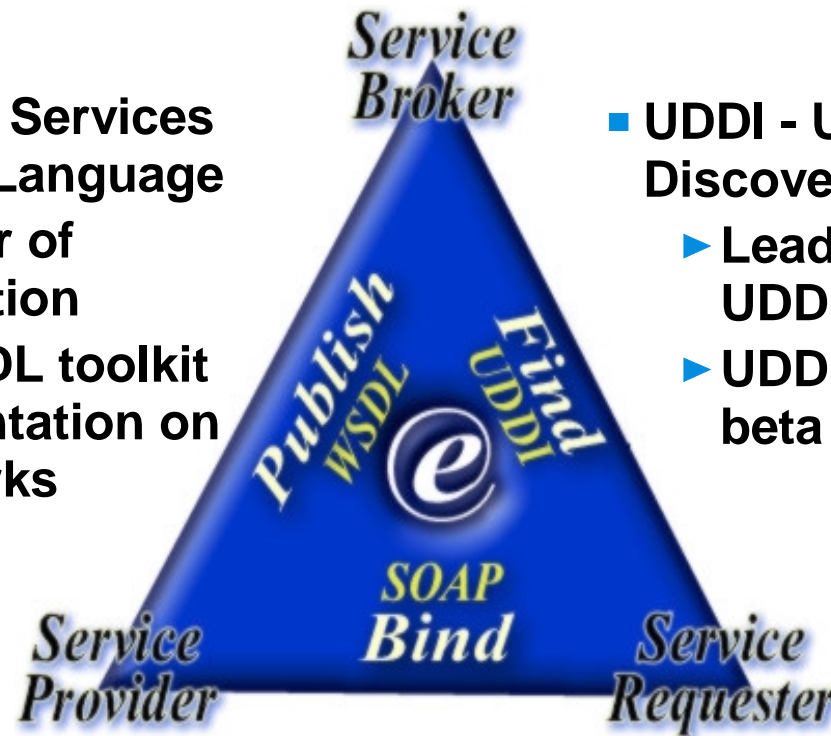 Service
Broker
Services
Language
r of
tion
DL toolkit
ntation on
ks
UDDI - U
Discove
Lead
UDD
UDD
beta
Publish
WSDL
Find
UDDI
e
SOAP
Bind
Service
Provider
Service
Requester